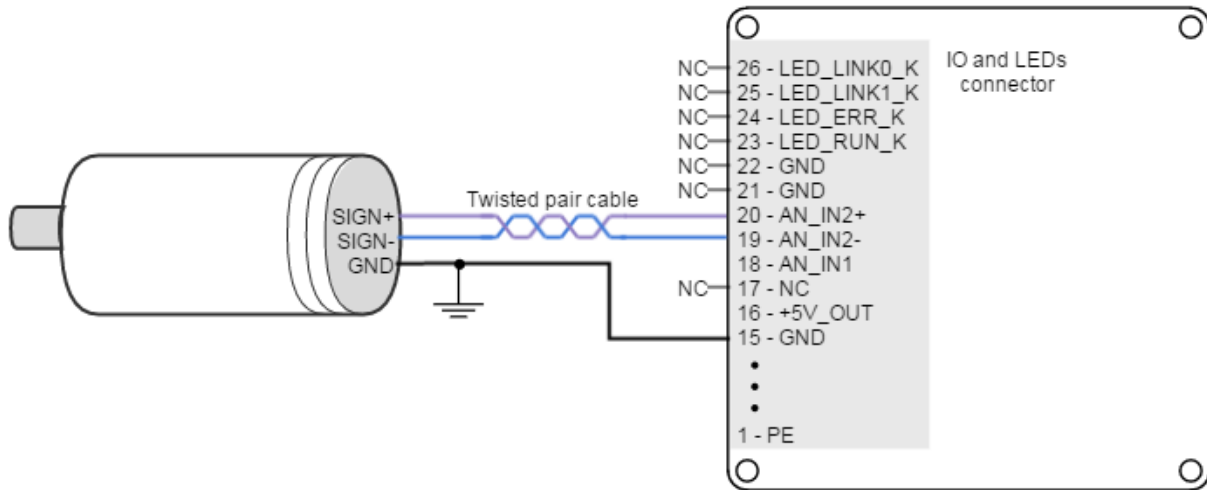 IO and LEDs
connector
NC 26 - LED_LINK0_K
NC 25 - LED_LINK1_K
NC 24 - LED_ERR_K
NC 23 - LED_RUN_K
NC 22 - GND
NC 21 - GND
Twisted pair cable
SIGN+ 20 - AN_IN2+
SIGN- 19 - AN_IN2-
GND 18 - AN_IN1
NC 17 - NC
16 - +5V_OUT
15 - GND
1 - PE